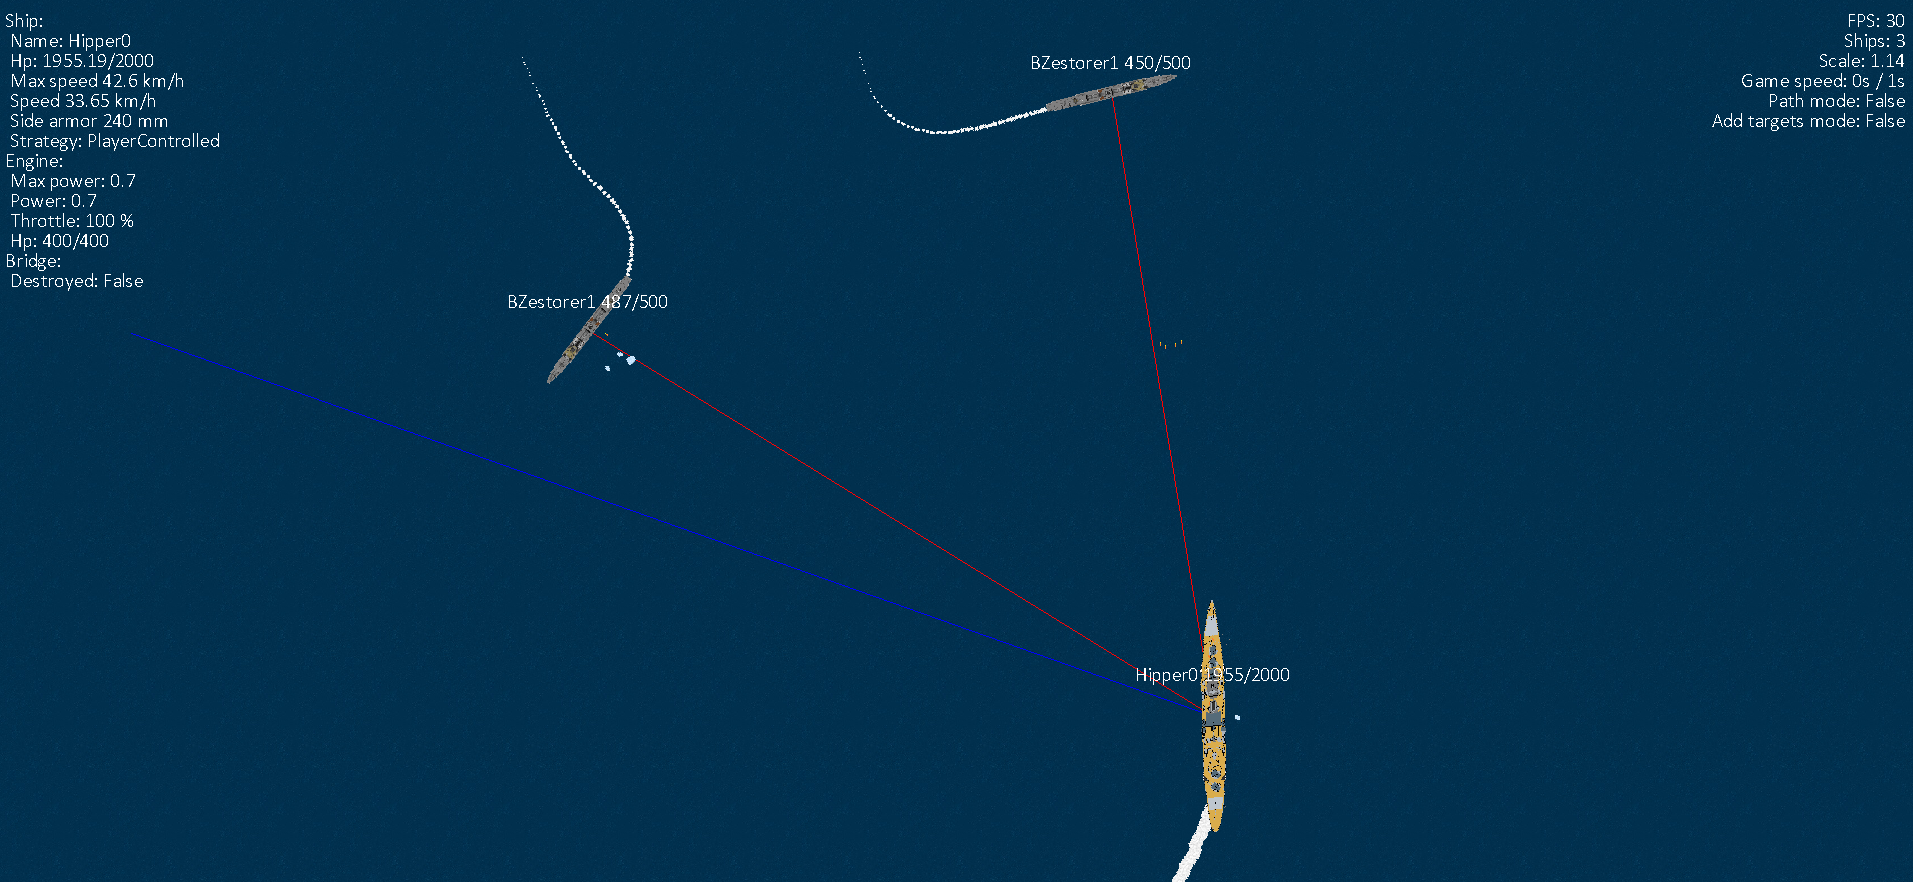 Ship:
Name: Hipper0
Hp: 1955.19/2000
Max speed 42.6 km/h
Speed 33.65 km/h
Side armor 240 mm
Strategy: PlayerControlled
Engine:
Max power: 0.7
Power: 0.7
Throttle: 100 %
Hp: 400/400
Bridge:
Destroyed: False
FPS: 30
Ships: 3
Scale: 1.14
Game speed: 0s / 1s
Path mode: False
Add targets mode: False
BZestorer1 450/500
BZestorer1 487/500
Hipper0 1955/2000